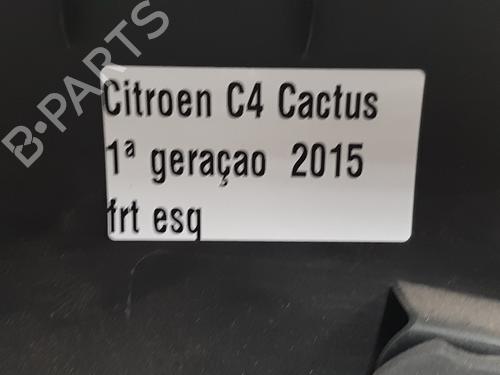 B-PARTS
Citroen C4 Cactus
1ª geraçao 2015
frt esq